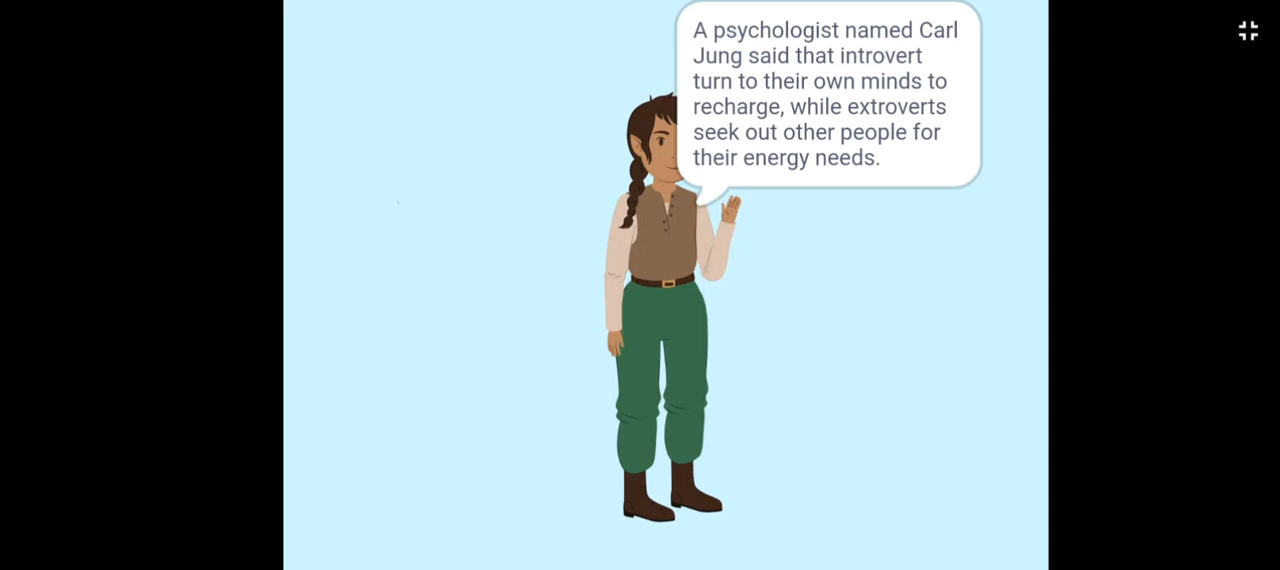 A psychologist named Carl
Jung said that introvert
turn to their own minds to
recharge, while extroverts
seek out other people for
their energy needs.